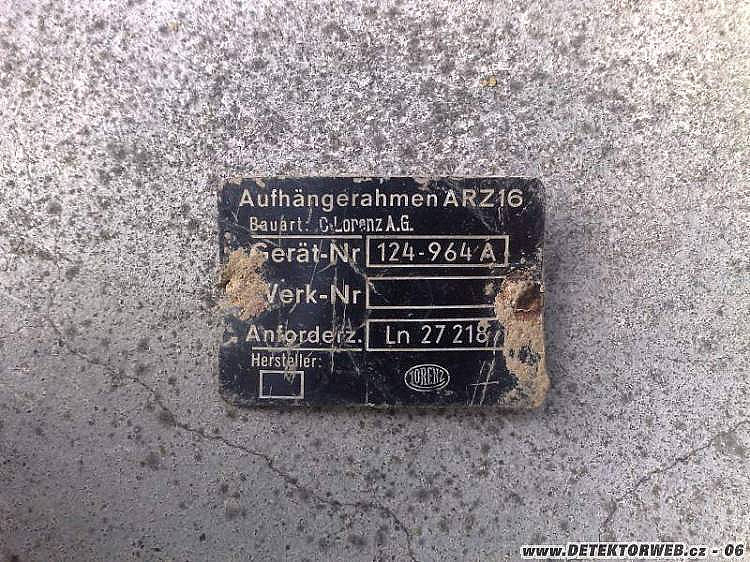 Aufhängerahmen ARZ16
Bauart: C. Lorenz A.G.
Gerät-Nr 124-964 A
Werk-Nr
Anforderz. Ln 27 218
Hersteller:
LORENZ
www.DETEKTORWEB.cz - 06